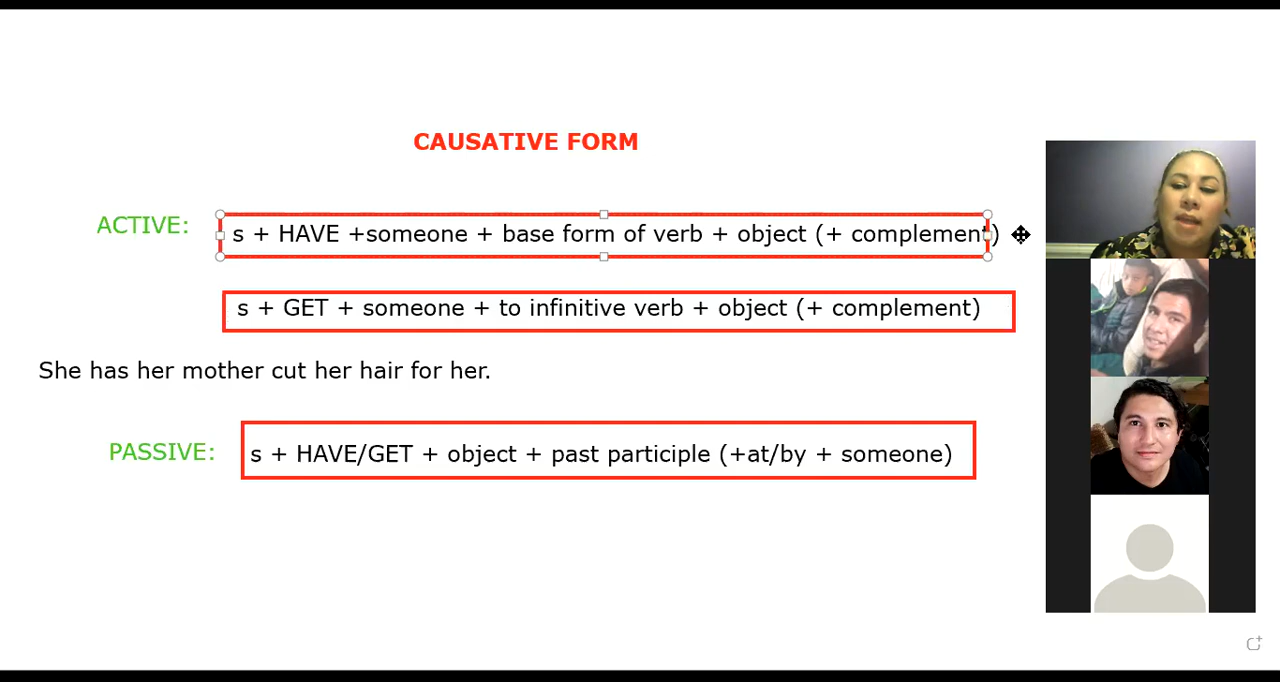 CAUSATIVE FORM
ACTIVE: s + HAVE +someone + base form of verb + object (+ complement)
s + GET + someone + to infinitive verb + object (+ complement)
She has her mother cut her hair for her.
PASSIVE: s + HAVE/GET + object + past participle (+at/by + someone)